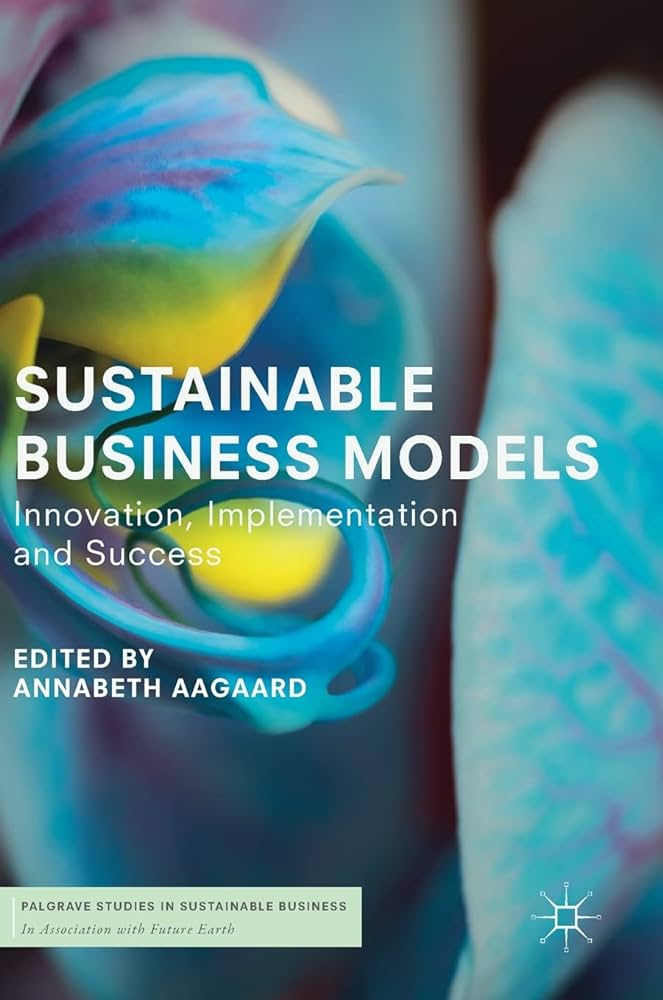 SUSTAINABLE
BUSINESS MODELS
Innovation, Implementation
and Success
EDITED BY
ANNABETH AAGAARD
PALGRAVE STUDIES IN SUSTAINABLE BUSINESS
In Association with Future Earth